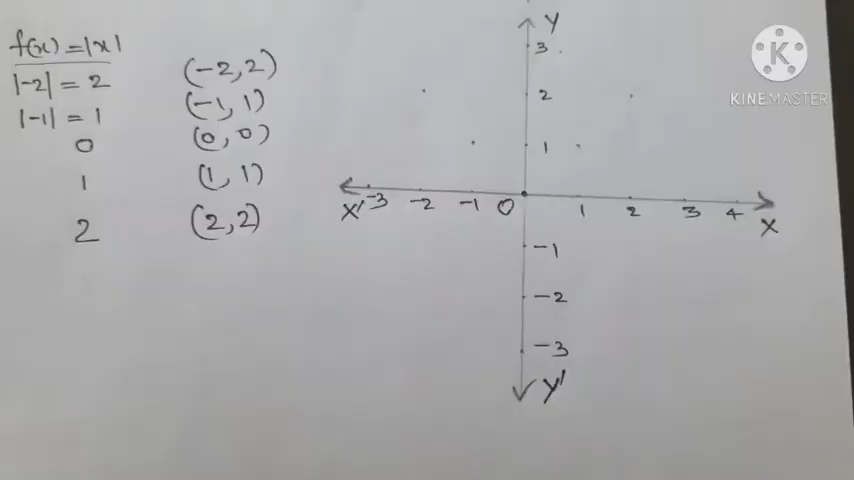 f(x) = |x|
|-2| = 2 (-2, 2)
|-1| = 1 (-1, 1)
0 (0, 0)
1 (1, 1)
2 (2, 2)
Y
3
2
1
X' -3 -2 -1 0 1 2 3 4 X
-1
-2
-3
Y'
K
KINEMASTER